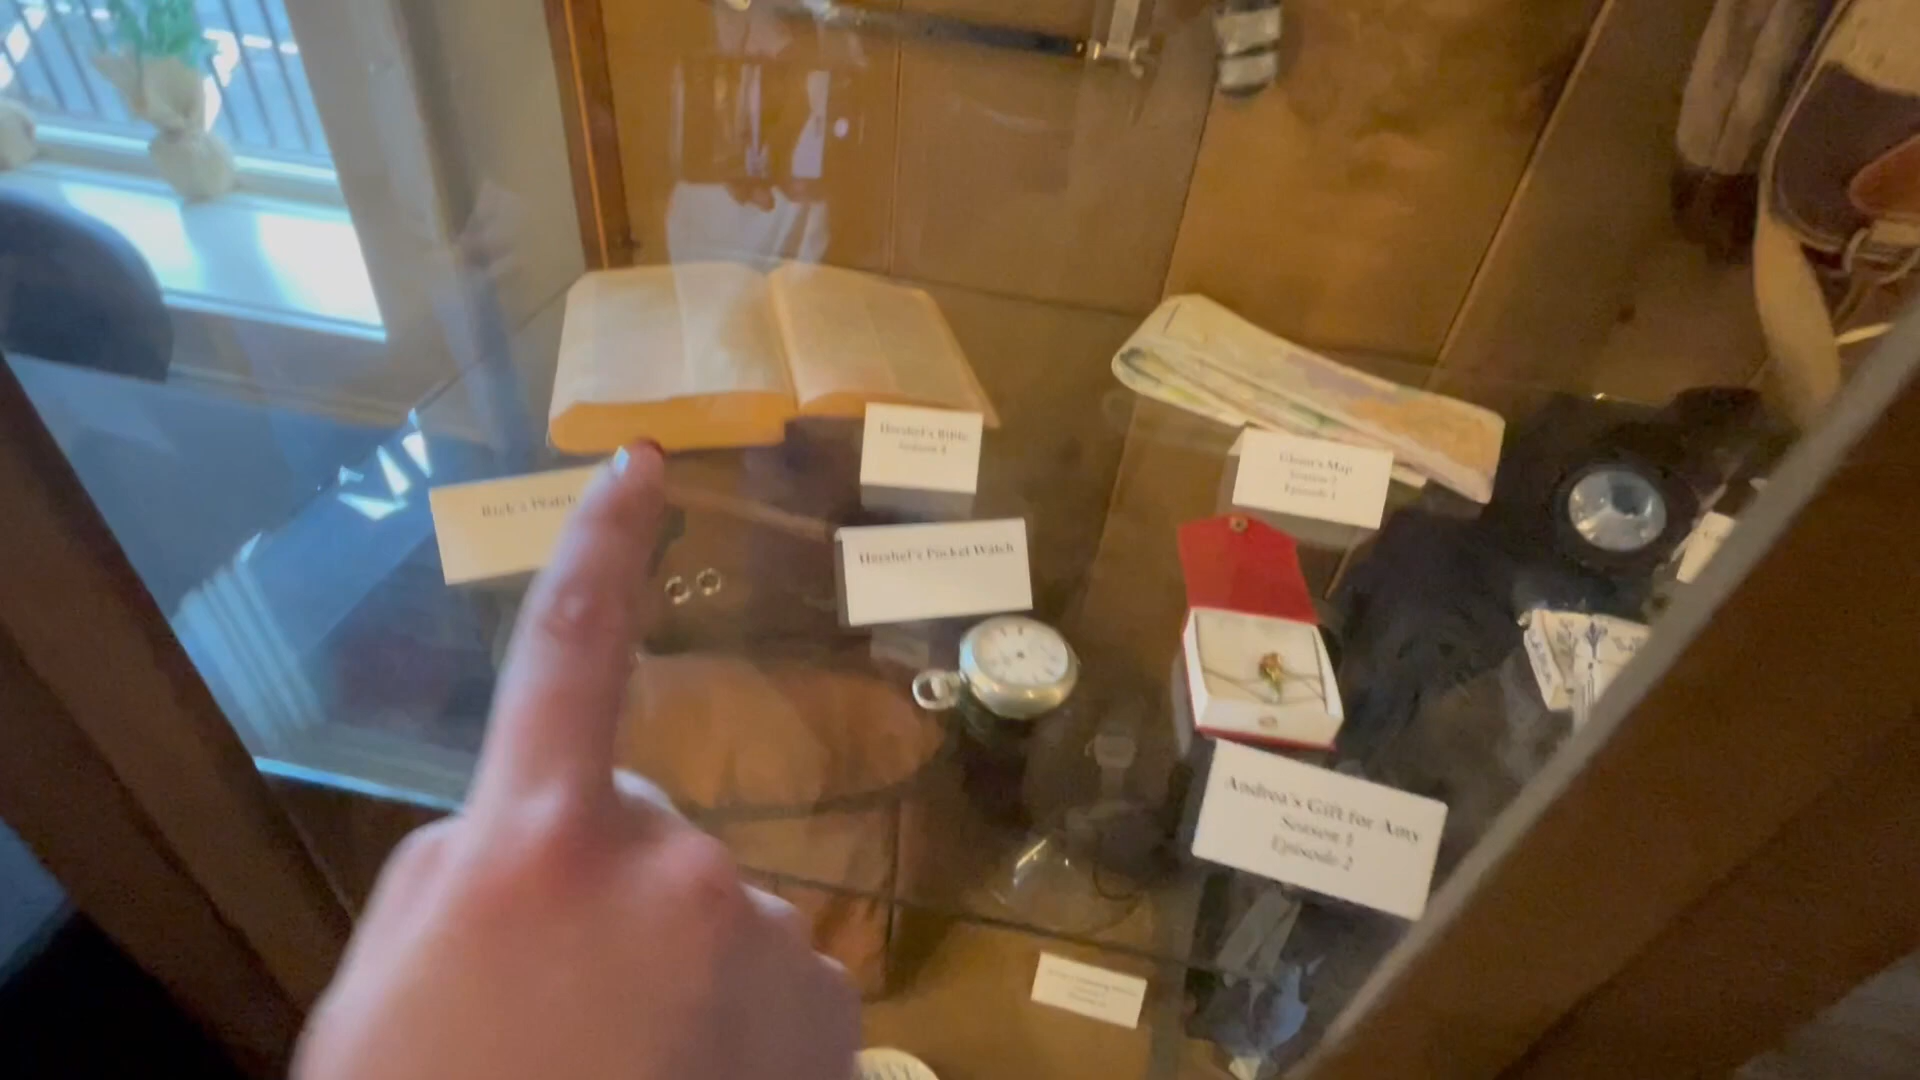 Hershel's Bible
Season 2
Glenn's Map
Season 2
Episode 1
Rick's Watch
Hershel's Pocket Watch
Andrea's Gift for Amy
Season 1
Episode 2